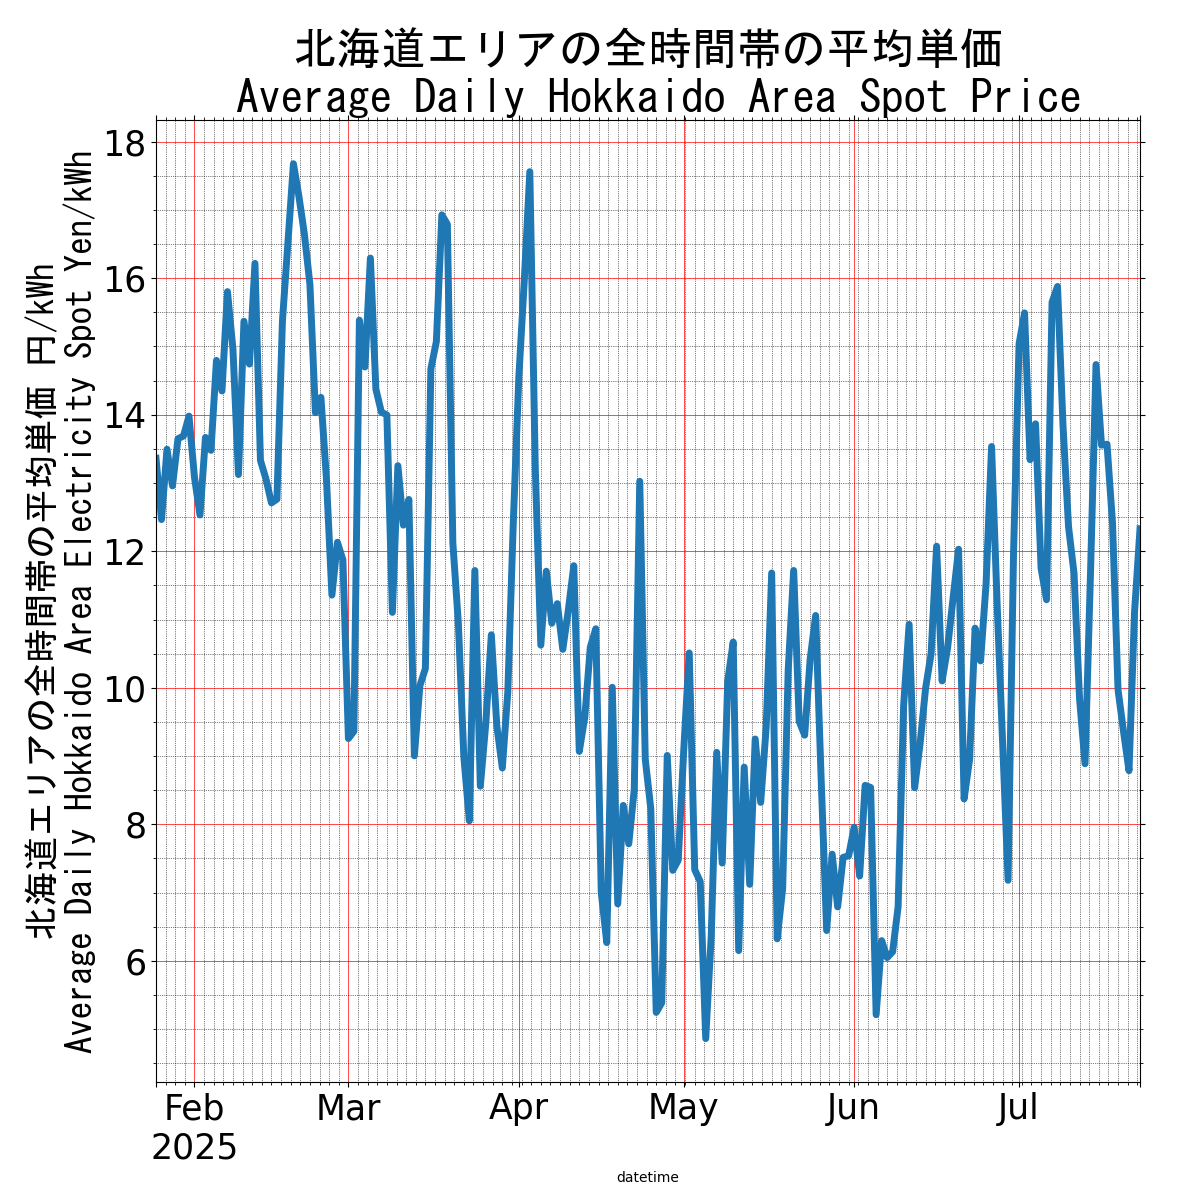 北海道エリアの全時間帯の平均単価
Average Daily Hokkaido Area Spot Price
北海道エリアの全時間帯の平均単価 円/kWh
Average Daily Hokkaido Area Electricity Spot Yen/kWh
18
16
14
12
10
8
6
Feb
2025
Mar
Apr
May
Jun
Jul
datetime